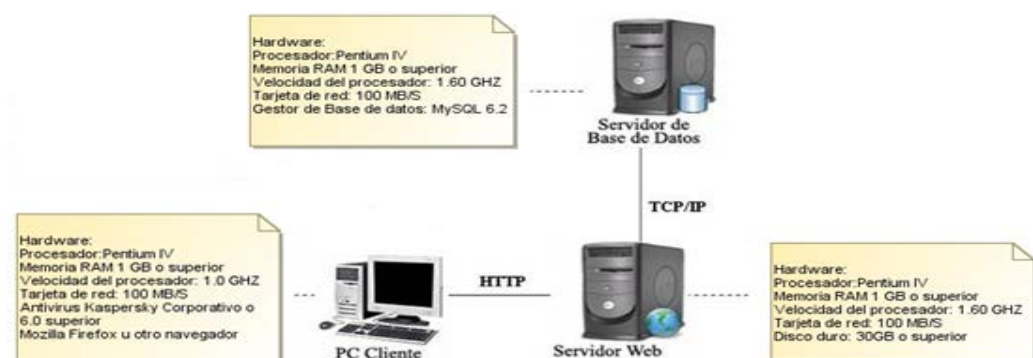 Hardware:
Procesador:Pentium IV
Memoria RAM 1 GB o superior
Velocidad del procesador: 1.60 GHZ
Tarjeta de red: 100 MB/S
Gestor de Base de datos: MySQL 6.2
Servidor de
Base de Datos
TCP/IP
Hardware:
Procesador:Pentium IV
Memoria RAM 1 GB o superior
Velocidad del procesador: 1.0 GHZ
Tarjeta de red: 100 MB/S
Antivirus Kaspersky Corporativo o
6.0 superior
Mozilla Firefox u otro navegador
PC Cliente
HTTP
Servidor Web
Hardware:
Procesador:Pentium IV
Memoria RAM 1 GB o superior
Velocidad del procesador: 1.60 GHZ
Tarjeta de red: 100 MB/S
Disco duro: 30GB o superior